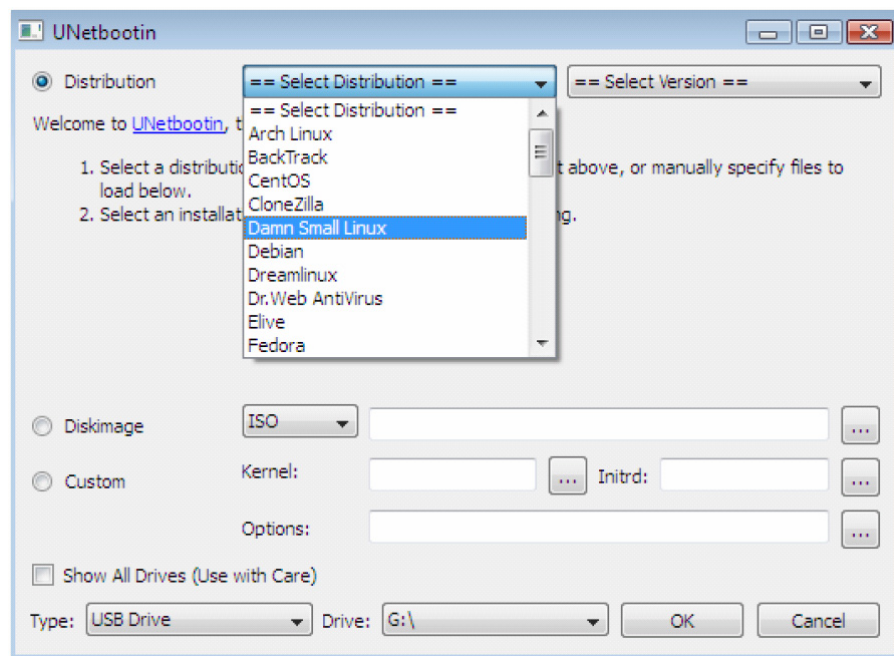 UNetbootin
Distribution == Select Distribution == == Select Version ==
== Select Distribution ==
Welcome to UNetbootin, t
Arch Linux
BackTrack
1. Select a distributio t above, or manually specify files to
CentOS
load below.
CloneZilla
2. Select an installat ng.
Damn Small Linux
Debian
Dreamlinux
Dr.Web AntiVirus
Elive
Fedora
Diskimage ISO ...
Custom Kernel: ... Initrd: ...
Options: ...
Show All Drives (Use with Care)
Type: USB Drive Drive: G:\ OK Cancel